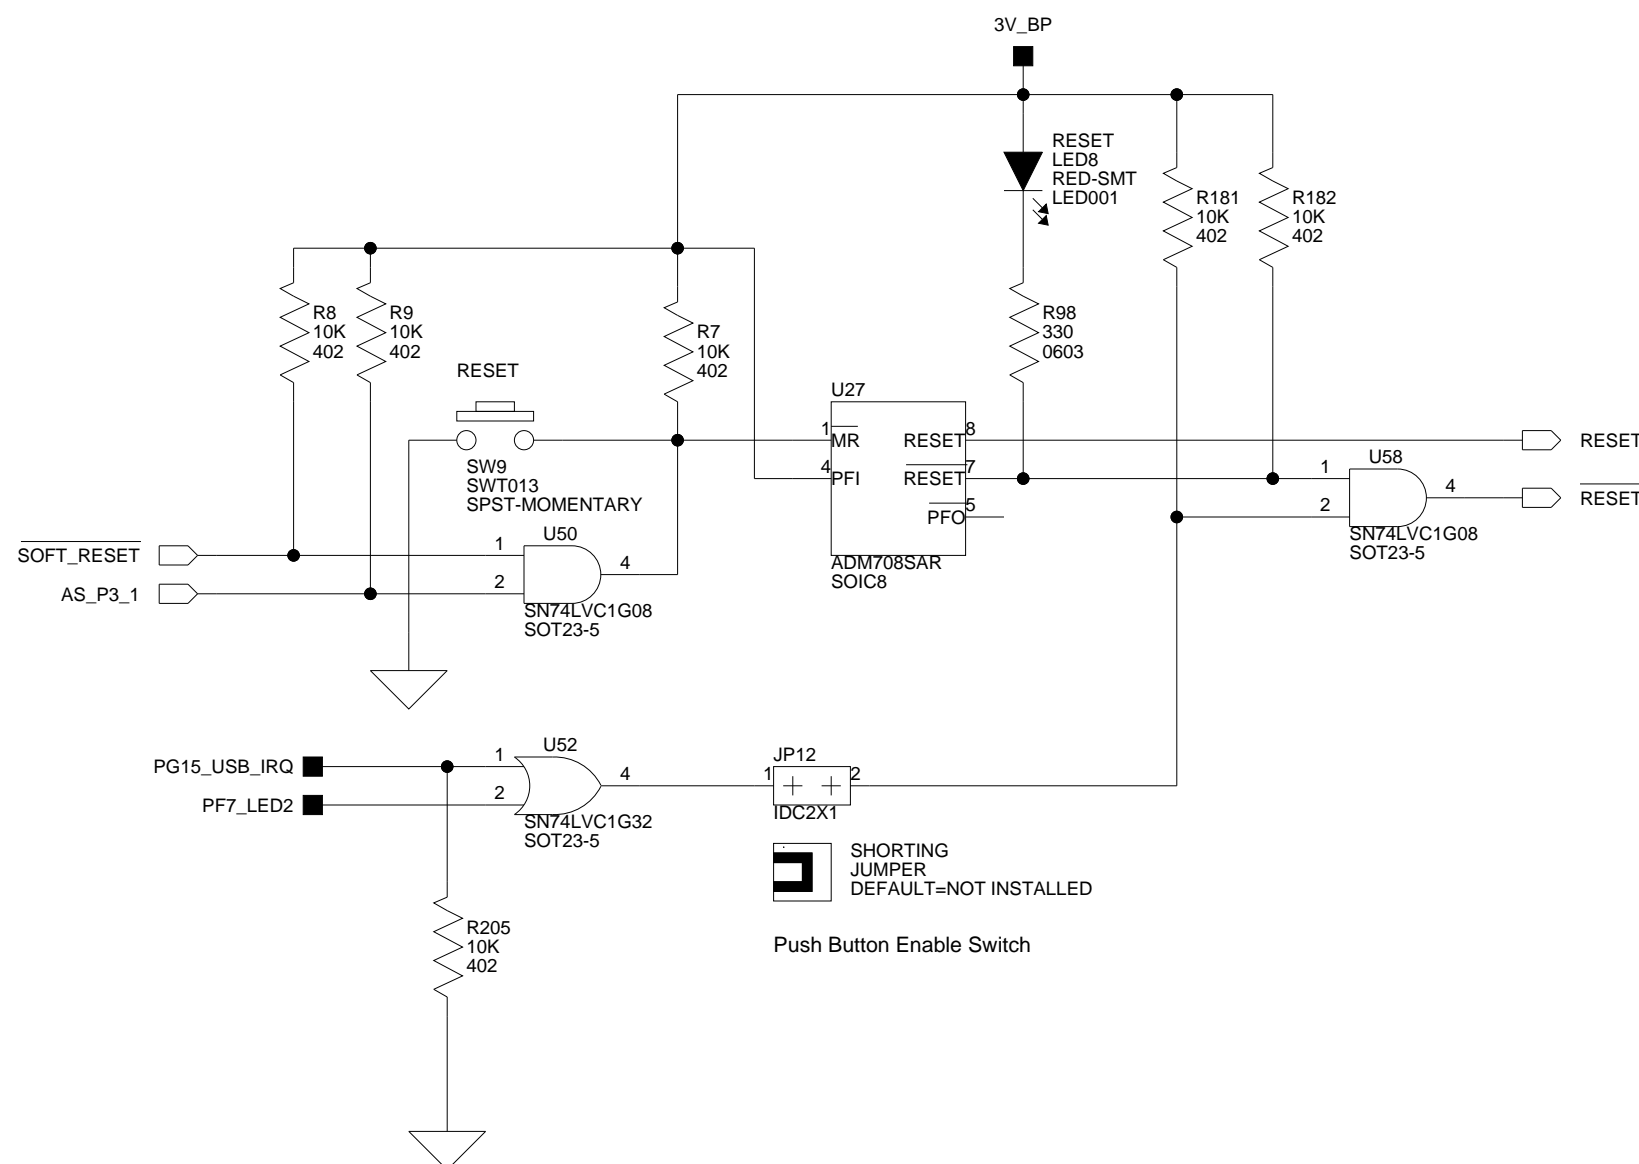 3V_BP
RESET
LED8
RED-SMT
LED001
R181
10K
402
R182
10K
402
R8
10K
402
R9
10K
402
R7
10K
402
R98
330
0603
RESET
SW9
SWT013
SPST-MOMENTARY
U27
1
MR
4
PFI
RESET
8
RESET
7
PFO
5
ADM708SAR
SOIC8
RESET
U58
1
2
4
SN74LVC1G08
SOT23-5
RESET
SOFT_RESET
AS_P3_1
U50
1
2
4
SN74LVC1G08
SOT23-5
PG15_USB_IRQ
PF7_LED2
U52
1
2
4
SN74LVC1G32
SOT23-5
JP12
1
2
IDC2X1
SHORTING
JUMPER
DEFAULT=NOT INSTALLED
Push Button Enable Switch
R205
10K
402